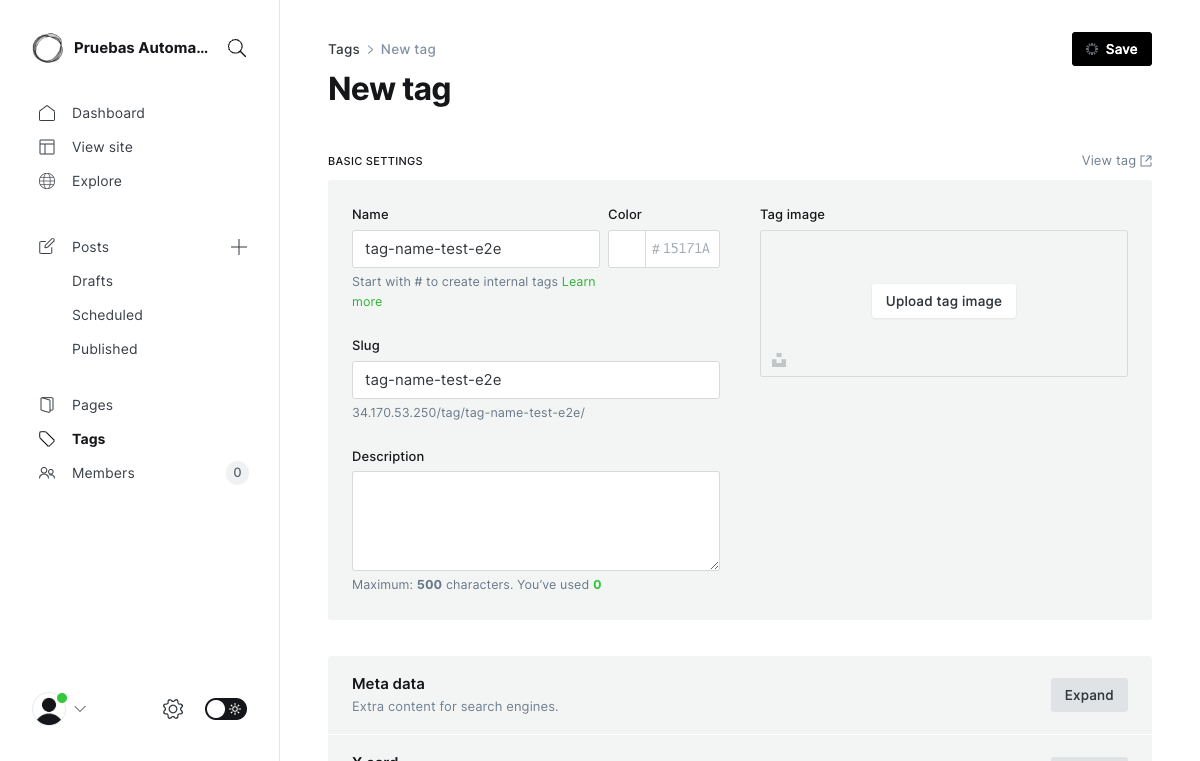 Pruebas Automa...
Dashboard
View site
Explore
Posts
Drafts
Scheduled
Published
Pages
Tags
Members 0
Tags > New tag
Save
New tag
BASIC SETTINGS
View tag
Name
tag-name-test-e2e
Start with # to create internal tags Learn
more
Color
# 15171A
Slug
tag-name-test-e2e
34.170.53.250/tag/tag-name-test-e2e/
Description
Maximum: 500 characters. You’ve used 0
Tag image
Upload tag image
Meta data
Extra content for search engines.
Expand
X card